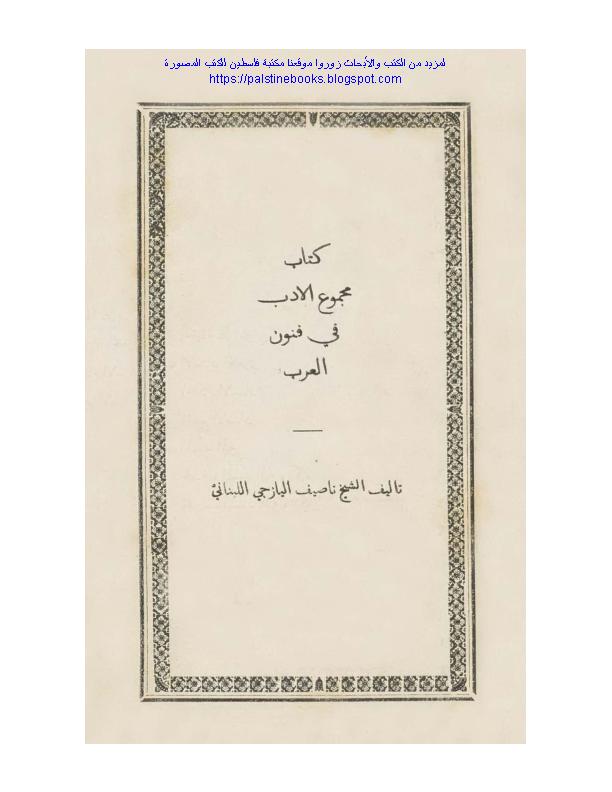 لمزيد من الكتب والأبحاث زوروا موقعنا مكتبة فلسطين للكتب المصورة
https://palstinebooks.blogspot.com
كتاب
مجموع الادب
في فنون
العرب
تاليف الشيخ ناصيف اليازجي اللبناني